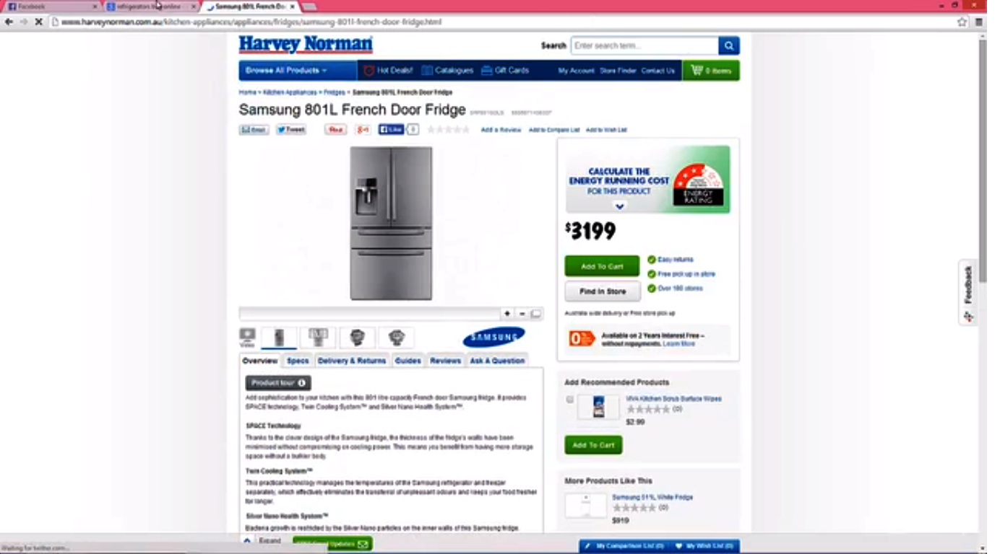 Facebook
refrigerators online
Samsung 801L French Do
www.harveynorman.com.au/kitchen-appliances/appliances/fridges/samsung-801l-french-door-fridge.html
Harvey Norman
Search Enter search term...
Browse All Products Hot Deals! Catalogues Gift Cards My Account Store Finder Contact Us 0 items
Home » Kitchen Appliances » Fridges » Samsung 801L French Door Fridge
Samsung 801L French Door Fridge
Email Tweet Pin it g+1 Like 0 Add a Review Add to Compare List Add to Wish List
CALCULATE THE
ENERGY RUNNING COST
FOR THIS PRODUCT
ENERGY
RATING
$3199
Add To Cart
Easy returns
Free pick up in store
Find In Store
Over 180 stores
Australia wide delivery or Free store pick up
0% Available on 2 Years Interest Free –
without repayments. Learn More
Video
SAMSUNG
Overview Specs Delivery & Returns Guides Reviews Ask A Question
Product tour
Add sophistication to your kitchen with this 801 litre capacity French door Samsung fridge. It provides
SPACE technology, Twin Cooling System™ and Silver Nano Health System™.
SPACE Technology
Thanks to the clever design of the Samsung fridge, the thickness of the fridge's walls have been
minimised without compromising on cooling power. This means you benefit from having more storage
space without a bulkier body.
Twin Cooling System™
This practical technology manages the temperatures of the Samsung refrigerator and freezer
separately, which effectively eliminates the transferral of unpleasant odours and keeps your food fresher
for longer.
Silver Nano Health System™
Bacteria growth is restricted by the Silver Nano particles on the inner walls of this Samsung fridge.
Add Recommended Products
VIVA Kitchen Scrub Surface Wipes
(0)
$2.99
Add To Cart
More Products Like This
Samsung 511L White Fridge
(0)
$919
Feedback
Expand
Updates
My Comparison List (0) My Wish List (0)
Waiting for twitter.com...